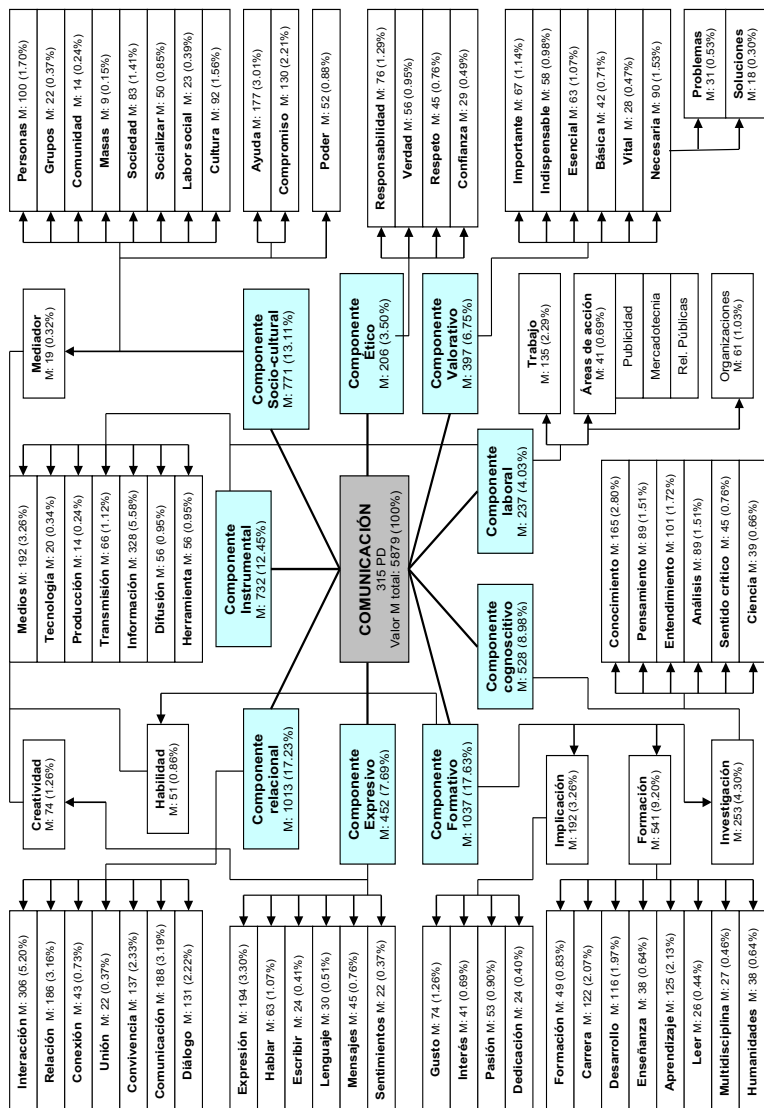 Interacción M: 306 (5.20%)
Relación M: 186 (3.16%)
Conexión M: 43 (0.73%)
Unión M: 22 (0.37%)
Convivencia M: 137 (2.33%)
Comunicación M: 188 (3.19%)
Diálogo M: 131 (2.22%)
Creatividad
M: 74 (1.26%)
Habilidad
M: 51 (0.86%)
Medios M: 192 (3.26%)
Tecnología M: 20 (0.34%)
Producción M: 14 (0.24%)
Transmisión M: 66 (1.12%)
Información M: 328 (5.58%)
Difusión M: 56 (0.95%)
Herramienta M: 56 (0.95%)
Mediador
M: 19 (0.32%)
Personas M: 100 (1.70%)
Grupos M: 22 (0.37%)
Comunidad M: 14 (0.24%)
Masas M: 9 (0.15%)
Sociedad M: 83 (1.41%)
Socializar M: 50 (0.85%)
Labor social M: 23 (0.39%)
Cultura M: 92 (1.56%)
Componente
relacional
M: 1013 (17.23%)
Componente
Instrumental
M: 732 (12.45%)
Componente
Socio-cultural
M: 771 (13.11%)
Ayuda M: 177 (3.01%)
Compromiso M: 130 (2.21%)
Poder M: 52 (0.88%)
Expresión M: 194 (3.30%)
Hablar M: 63 (1.07%)
Escribir M: 24 (0.41%)
Lenguaje M: 30 (0.51%)
Mensajes M: 45 (0.76%)
Sentimientos M: 22 (0.37%)
Componente
Expresivo
M: 452 (7.69%)
COMUNICACIÓN
315 PD
Valor M total: 5879 (100%)
Componente
Ético
M: 206 (3.50%)
Responsabilidad M: 76 (1.29%)
Verdad M: 56 (0.95%)
Respeto M: 45 (0.76%)
Confianza M: 29 (0.49%)
Componente
Formativo
M: 1037 (17.63%)
Componente
cognoscitivo
M: 528 (8.98%)
Componente
laboral
M: 237 (4.03%)
Componente
Valorativo
M: 397 (6.75%)
Gusto M: 74 (1.26%)
Interés M: 41 (0.69%)
Pasión M: 53 (0.90%)
Dedicación M: 24 (0.40%)
Implicación
M: 192 (3.26%)
Trabajo
M: 135 (2.29%)
Áreas de acción
M: 41 (0.69%)
Publicidad
Mercadotecnia
Rel. Públicas
Organizaciones
M: 61 (1.03%)
Importante M: 67 (1.14%)
Indispensable M: 58 (0.98%)
Esencial M: 63 (1.07%)
Básica M: 42 (0.71%)
Vital M: 28 (0.47%)
Necesaria M: 90 (1.53%)
Problemas
M: 31 (0.53%)
Soluciones
M: 18 (0.30%)
Formación M: 49 (0.83%)
Carrera M: 122 (2.07%)
Desarrollo M: 116 (1.97%)
Enseñanza M: 38 (0.64%)
Aprendizaje M: 125 (2.13%)
Leer M: 26 (0.44%)
Multidisciplina M: 27 (0.46%)
Humanidades M: 38 (0.64%)
Formación
M: 541 (9.20%)
Investigación
M: 253 (4.30%)
Conocimiento M: 165 (2.80%)
Pensamiento M: 89 (1.51%)
Entendimiento M: 101 (1.72%)
Análisis M: 89 (1.51%)
Sentido crítico M: 45 (0.76%)
Ciencia M: 39 (0.66%)